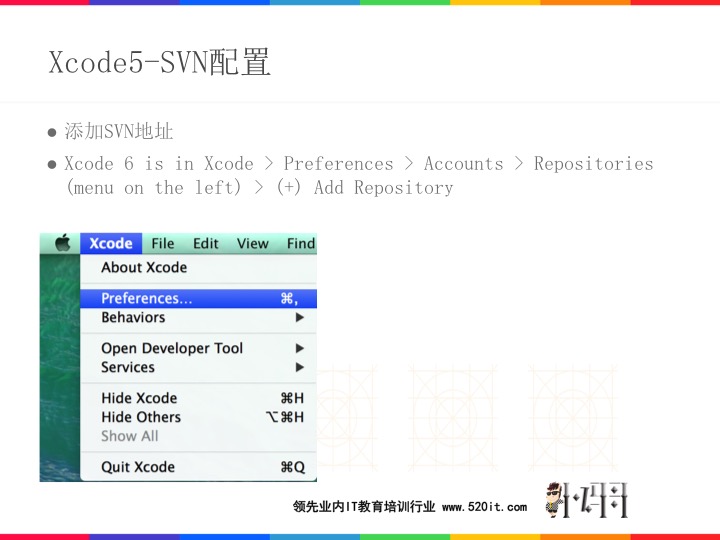 Xcode5-SVN配置
添加SVN地址
Xcode 6 is in Xcode > Preferences > Accounts > Repositories
(menu on the left) > (+) Add Repository
Xcode File Edit View Find
About Xcode
Preferences... ⌘,
Behaviors ▶
Open Developer Tool ▶
Services ▶
Hide Xcode ⌘H
Hide Others ⌥⌘H
Show All
Quit Xcode ⌘Q
领先业内IT教育培训行业 www.520it.com
小码哥